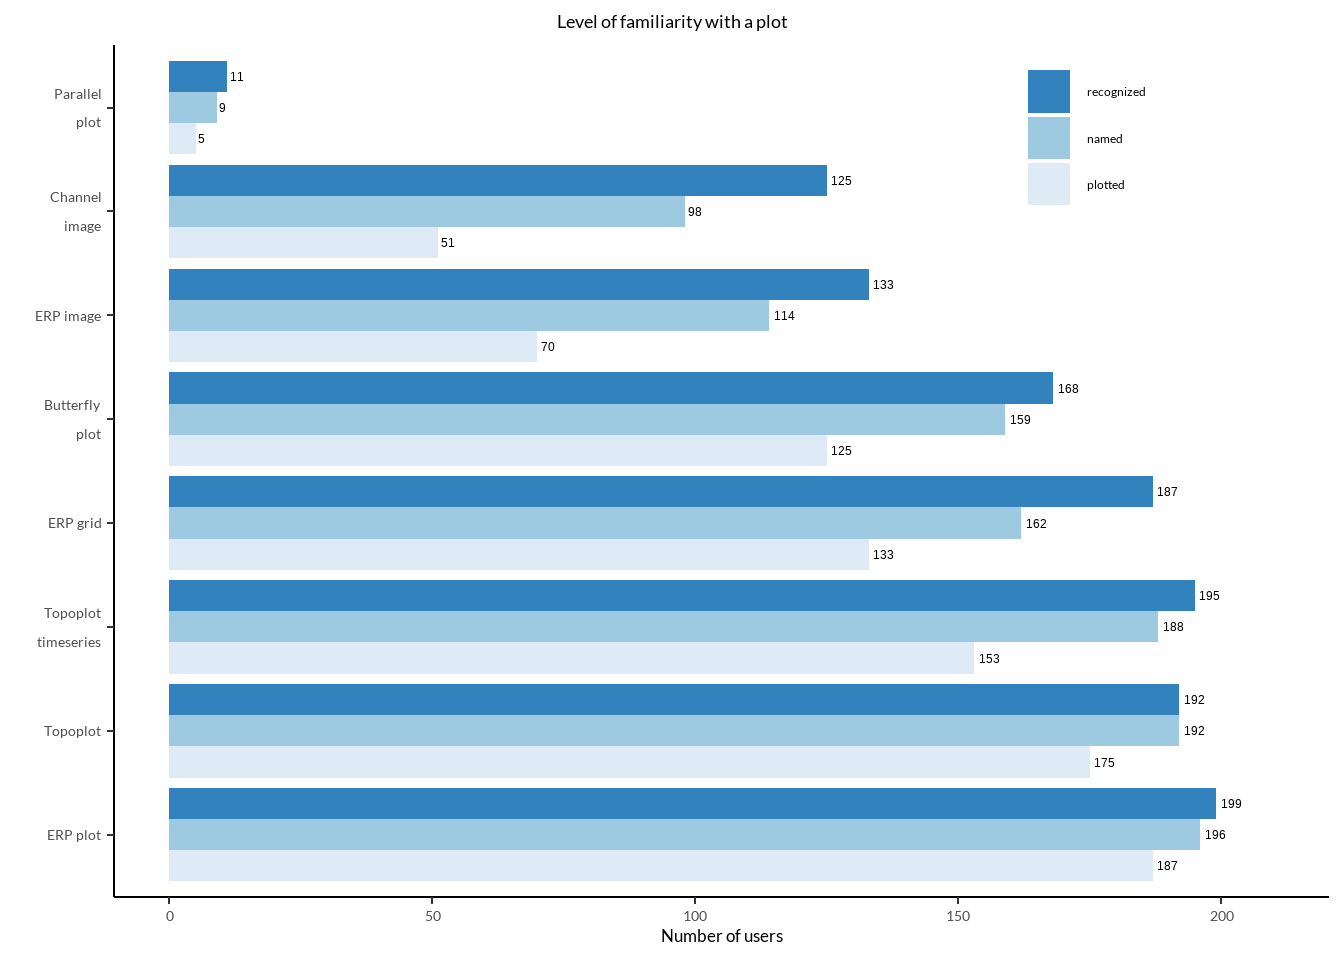 Level of familiarity with a plot
recognized
named
plotted
Parallel
plot
11
9
5
Channel
image
125
98
51
ERP image
133
114
70
Butterfly
plot
168
159
125
ERP grid
187
162
133
Topoplot
timeseries
195
188
153
Topoplot
192
192
175
ERP plot
199
196
187
0 50 100 150 200
Number of users